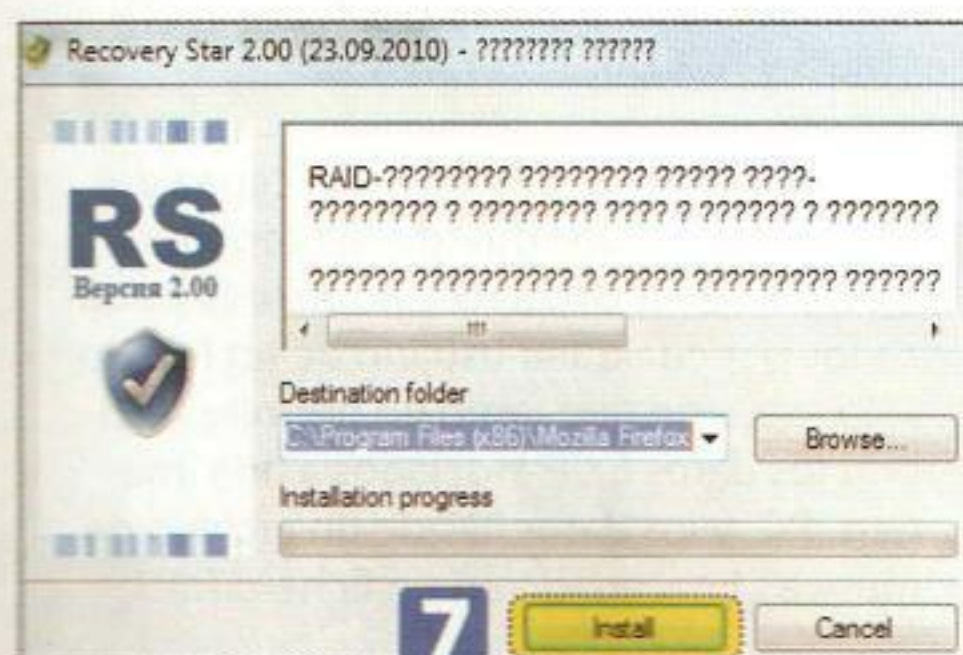 Recovery Star 2.00 (23.09.2010) - ???????? ??????
RAID-???????? ???????? ????? ????-
???????? ? ???????? ???? ? ?????? ? ???????
?????? ?????????? ? ????? ????????? ??????
RS
Версия 2.00
Destination folder
C:\Program Files (x86)\Mozilla Firefox
Browse...
Installation progress
7
Install
Cancel